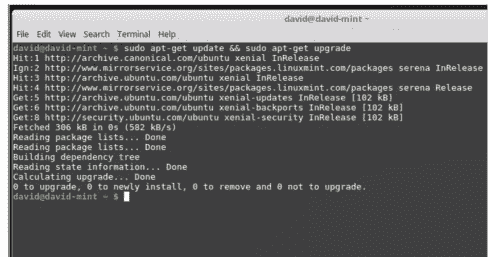 david@david-mint ~
File Edit View Search Terminal Help
david@david-mint ~ $ sudo apt-get update && sudo apt-get upgrade
Hit:1 http://archive.canonical.com/ubuntu xenial InRelease
Ign:2 http://www.mirrorservice.org/sites/packages.linuxmint.com/packages serena InRelease
Hit:3 http://archive.ubuntu.com/ubuntu xenial InRelease
Hit:4 http://www.mirrorservice.org/sites/packages.linuxmint.com/packages serena Release
Get:5 http://archive.ubuntu.com/ubuntu xenial-updates InRelease [102 kB]
Get:6 http://archive.ubuntu.com/ubuntu xenial-backports InRelease [102 kB]
Get:8 http://security.ubuntu.com/ubuntu xenial-security InRelease [102 kB]
Fetched 306 kB in 0s (582 kB/s)
Reading package lists... Done
Reading package lists... Done
Building dependency tree
Reading state information... Done
Calculating upgrade... Done
0 to upgrade, 0 to newly install, 0 to remove and 0 not to upgrade.
david@david-mint ~ $